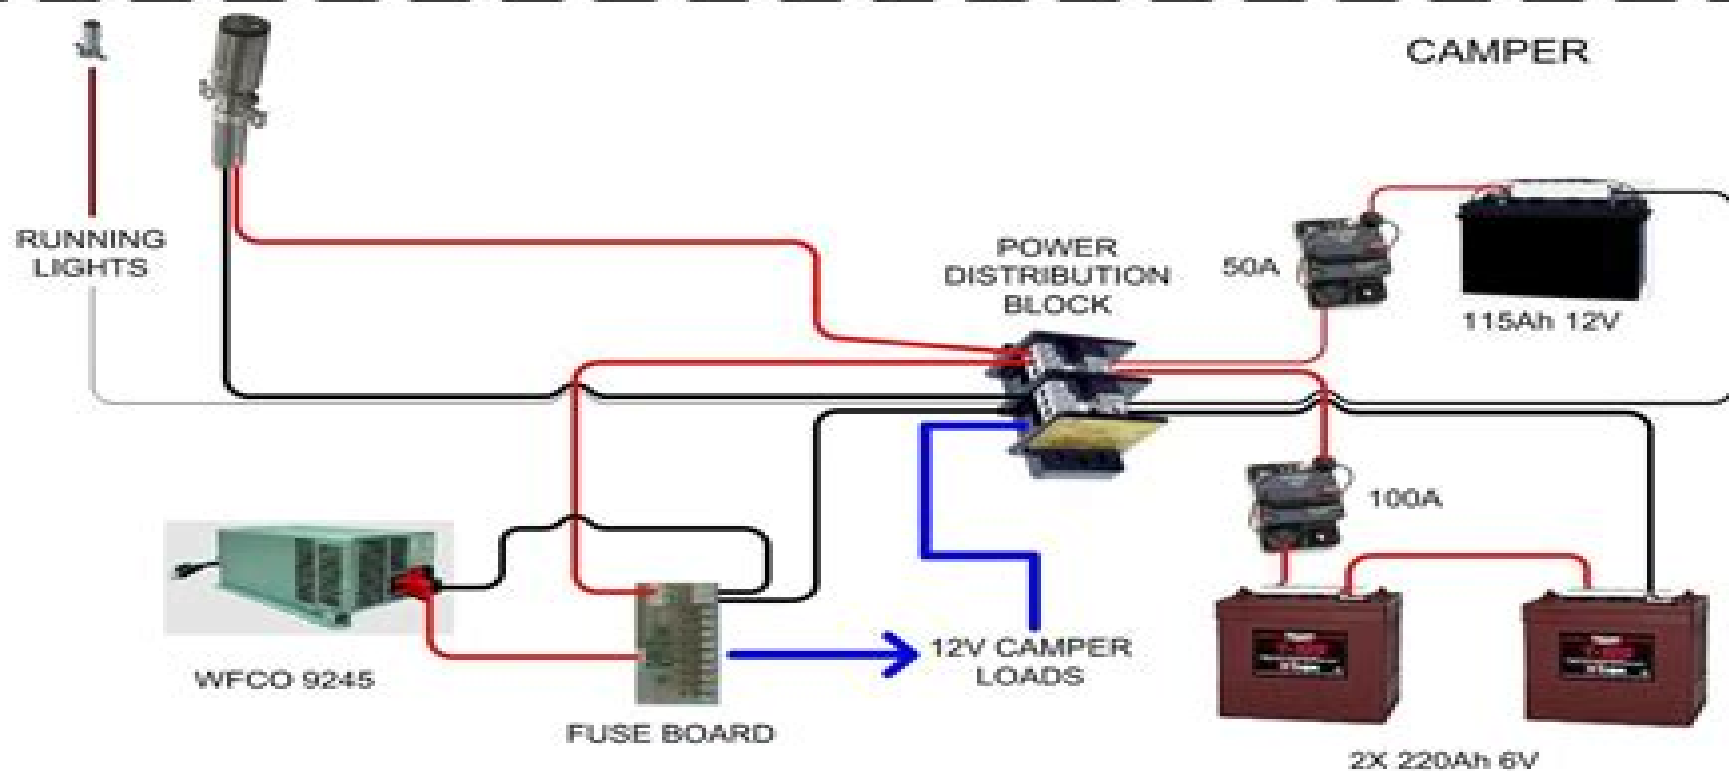 CAMPER
RUNNING
LIGHTS
POWER
DISTRIBUTION
BLOCK
50A
115Ah 12V
100A
WFCO 9245
FUSE BOARD
12V CAMPER
LOADS
2X 220Ah 6V